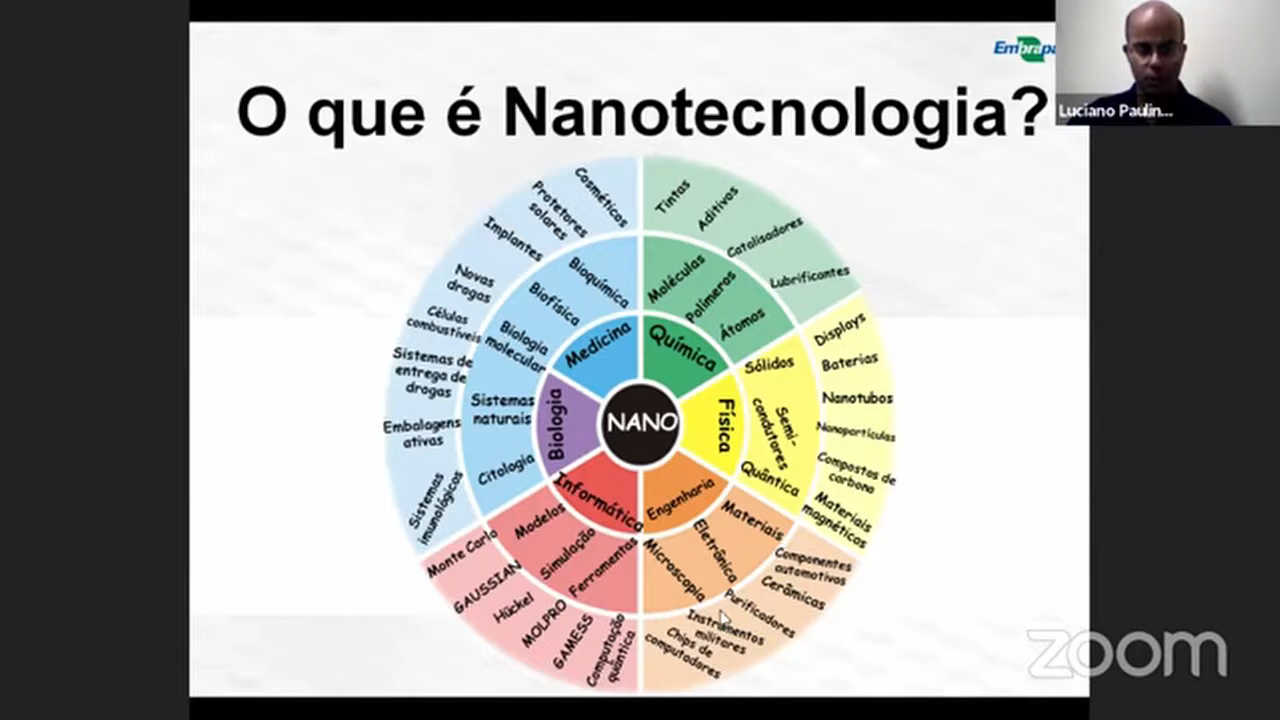 Embrapa
Luciano Paulin...
O que é Nanotecnologia?
NANO
Medicina
Química
Física
Engenharia
Informática
Biologia
Bioquímica
Biofísica
Biologia
molecular
Sistemas
naturais
Citologia
Moléculas
Polímeros
Átomos
Sólidos
Semi-
condutores
Quântica
Materiais
Eletrônica
Microscopia
Ferramentas
Simulação
Modelos
Cosméticos
Protetores
solares
Implantes
Novas
drogas
Células
combustíveis
Sistemas de
entrega de
drogas
Embalagens
ativas
Sistemas
imunológicos
Tintas
Aditivos
Catalisadores
Lubrificantes
Displays
Baterias
Nanotubos
Nanopartículas
Compostos de
carbono
Materiais
magnéticos
Componentes
automotivos
Cerâmicas
Purificadores
Instrumentos
militares
Chips de
computadores
Computação
quântica
GAMESS
MOLPRO
Hückel
GAUSSIAN
Monte Carlo
zoom